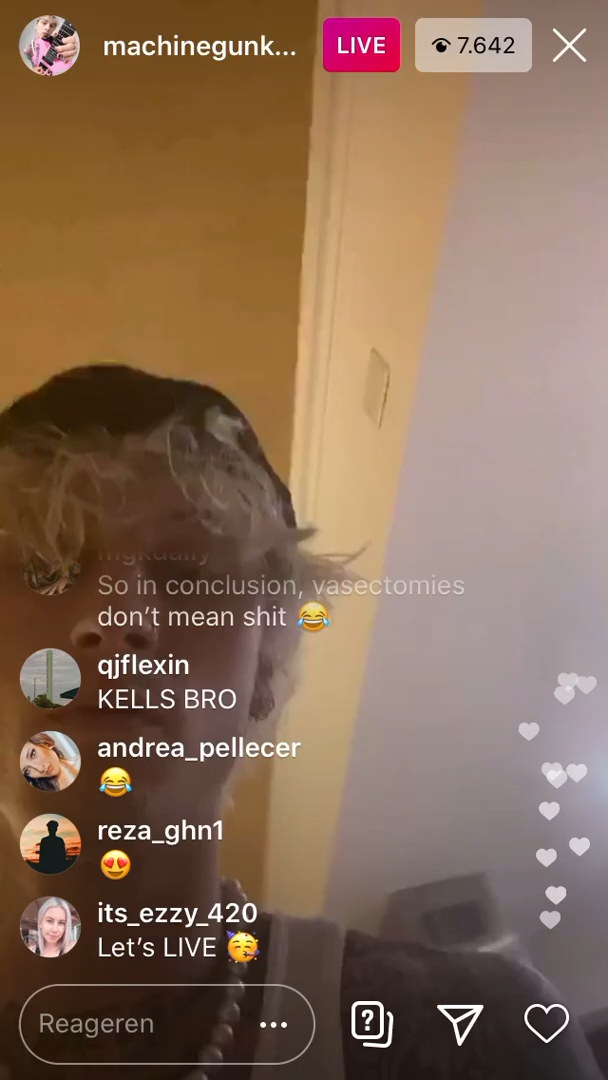 machinegunk...
LIVE
7.642
mgkdaily
So in conclusion, vasectomies
don't mean shit 😂
qjflexin
KELLS BRO
andrea_pellecer
😂
reza_ghn1
😍
its_ezzy_420
Let's LIVE 🥳
Reageren